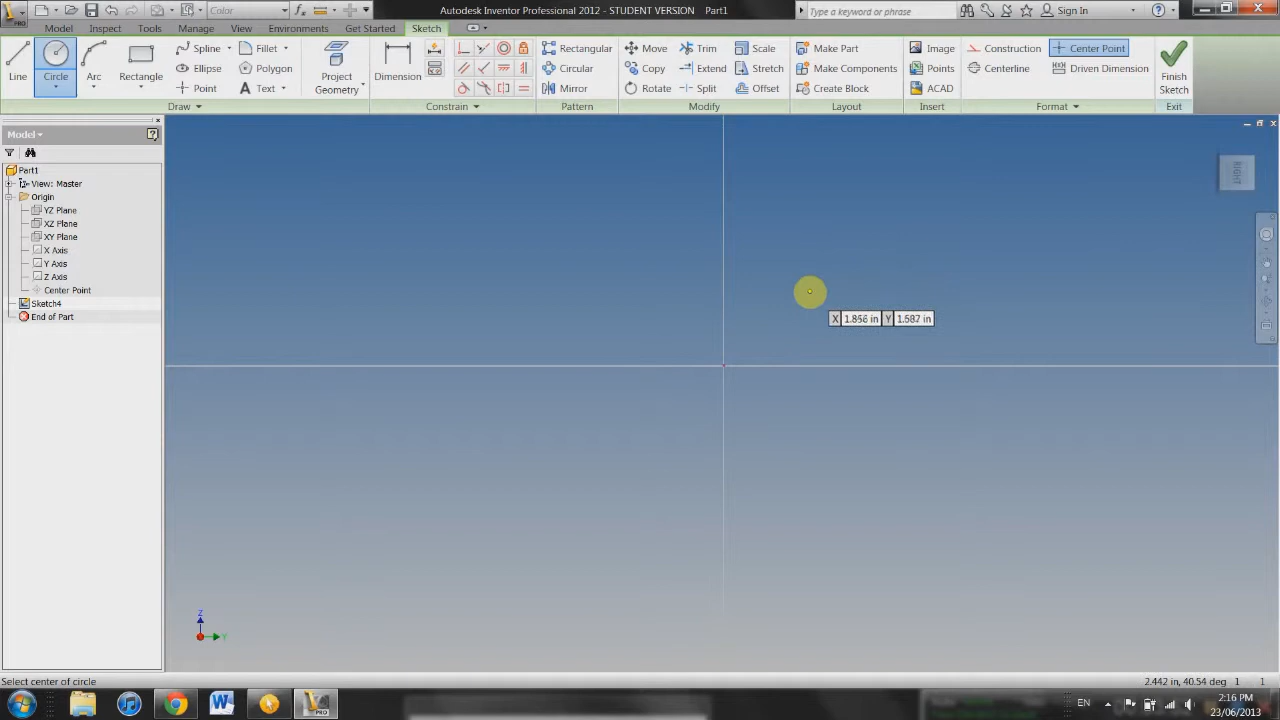 PRO
Color
Autodesk Inventor Professional 2012 - STUDENT VERSION Part1
Type a keyword or phrase
Sign In
Model Inspect Tools Manage View Environments Get Started Sketch
Line Circle Arc Rectangle
Spline Fillet
Ellipse Polygon
Point Text
Project Geometry
Dimension
Rectangular
Circular
Mirror
Move Trim Scale
Copy Extend Stretch
Rotate Split Offset
Make Part
Make Components
Create Block
Image
Points
ACAD
Construction Center Point
Centerline Driven Dimension
Finish Sketch
Draw Constrain Pattern Modify Layout Insert Format Exit
Model
Part1
View: Master
Origin
YZ Plane
XZ Plane
XY Plane
X Axis
Y Axis
Z Axis
Center Point
Sketch4
End of Part
RIGHT
X 1.856 in Y 1.587 in
Z
Y
Select center of circle
2.442 in, 40.54 deg 1 1
PRO
EN
2:16 PM
23/06/2013